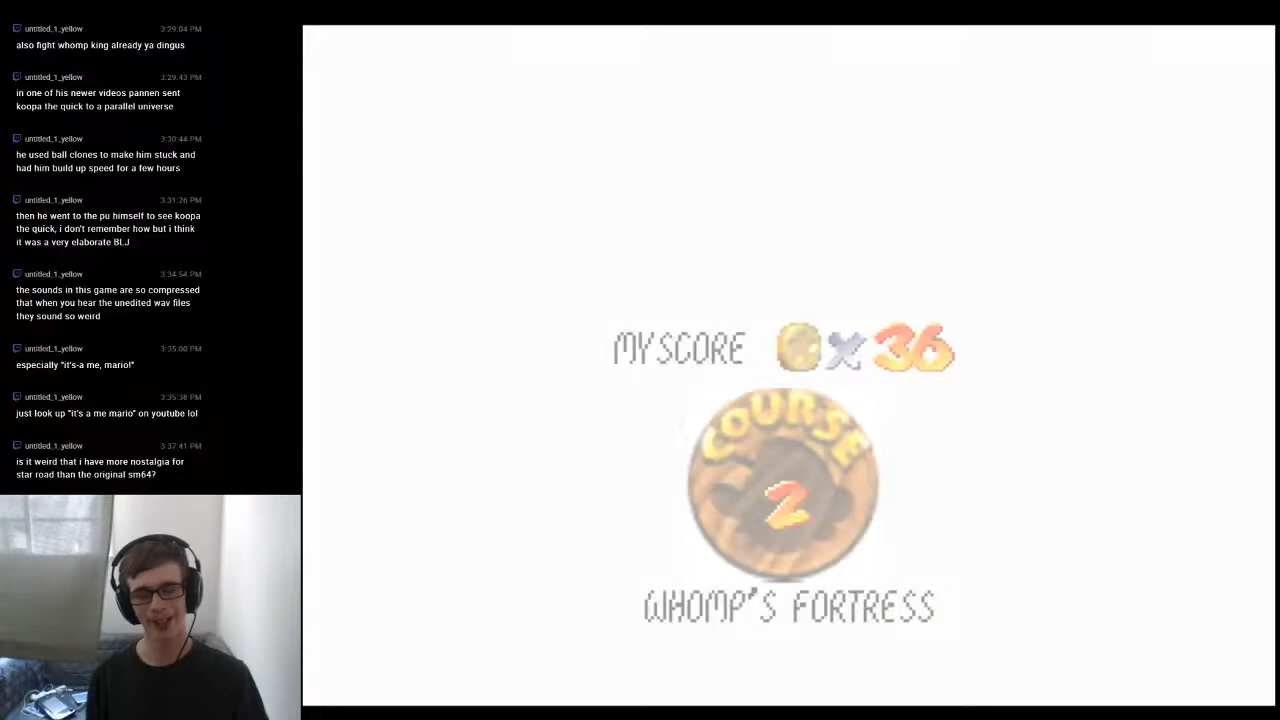 untitled_1_yellow 3:29:04 PM
also fight whomp king already ya dingus
untitled_1_yellow 3:29:43 PM
in one of his newer videos pannen sent
koopa the quick to a parallel universe
untitled_1_yellow 3:30:44 PM
he used ball clones to make him stuck and
had him build up speed for a few hours
untitled_1_yellow 3:31:26 PM
then he went to the pu himself to see koopa
the quick, i don't remember how but i think
it was a very elaborate BLJ
untitled_1_yellow 3:34:54 PM
the sounds in this game are so compressed
that when you hear the unedited wav files
they sound so weird
untitled_1_yellow 3:35:00 PM
especially "it's-a me, mario!"
untitled_1_yellow 3:35:38 PM
just look up "it's a me mario" on youtube lol
untitled_1_yellow 3:37:41 PM
is it weird that i have more nostalgia for
star road than the original sm64?
MY SCORE × 36
COURSE
2
WHOMP'S FORTRESS